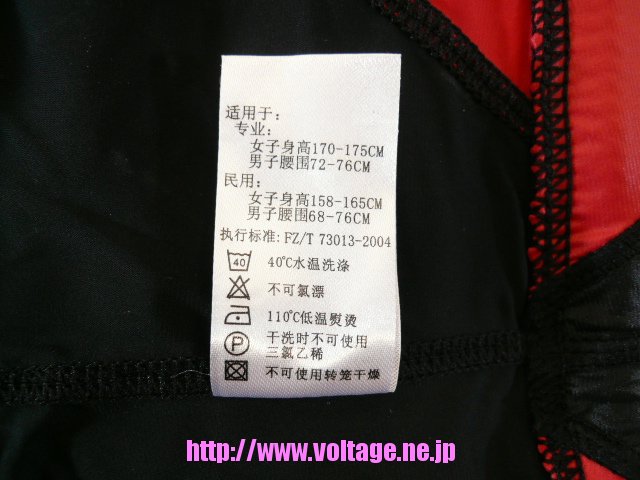 适用于:
专业:
女子身高170-175CM
男子腰围72-76CM
民用:
女子身高158-165CM
男子腰围68-76CM
执行标准:FZ/T 73013-2004
40 40℃水温洗涤
不可氯漂
110℃低温熨烫
P 干洗时不可使用
三氯乙稀
不可使用转笼干燥
http://www.voltage.ne.jp